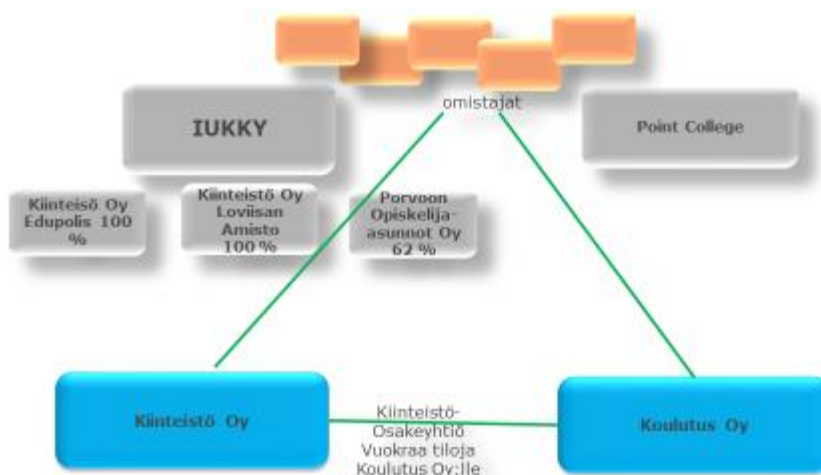 omistajat
IUKKY
Point College
Kiinteisö Oy
Edupolis 100
%
Kiinteistö Oy
Loviisan
Amisto
100 %
Porvoon
Opiskelija-
asunnot Oy
62 %
Kiinteistö Oy
Koulutus Oy
Kiinteistö-
Osakeyhtiö
Vuokraa tiloja
Koulutus Oy:lle